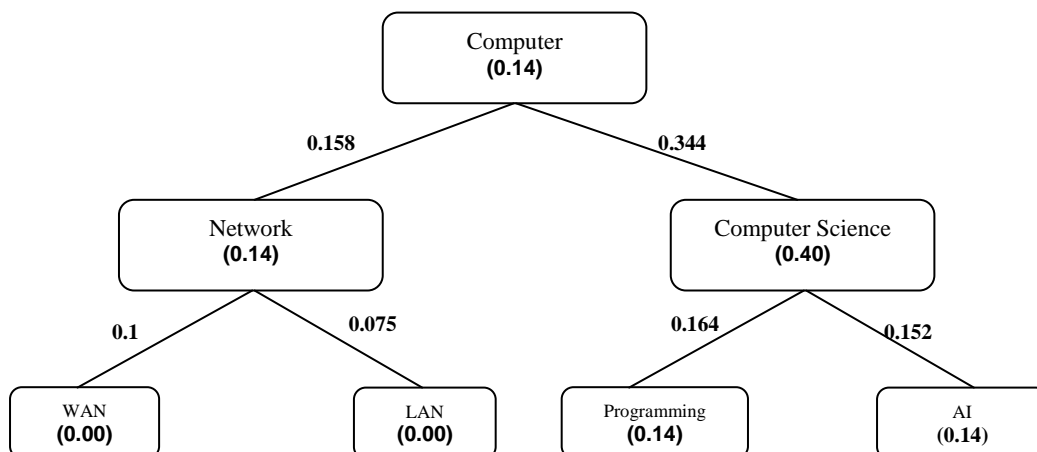 Computer
(0.14)
0.158
0.344
Network
(0.14)
Computer Science
(0.40)
0.1
0.075
0.164
0.152
WAN
(0.00)
LAN
(0.00)
Programming
(0.14)
AI
(0.14)